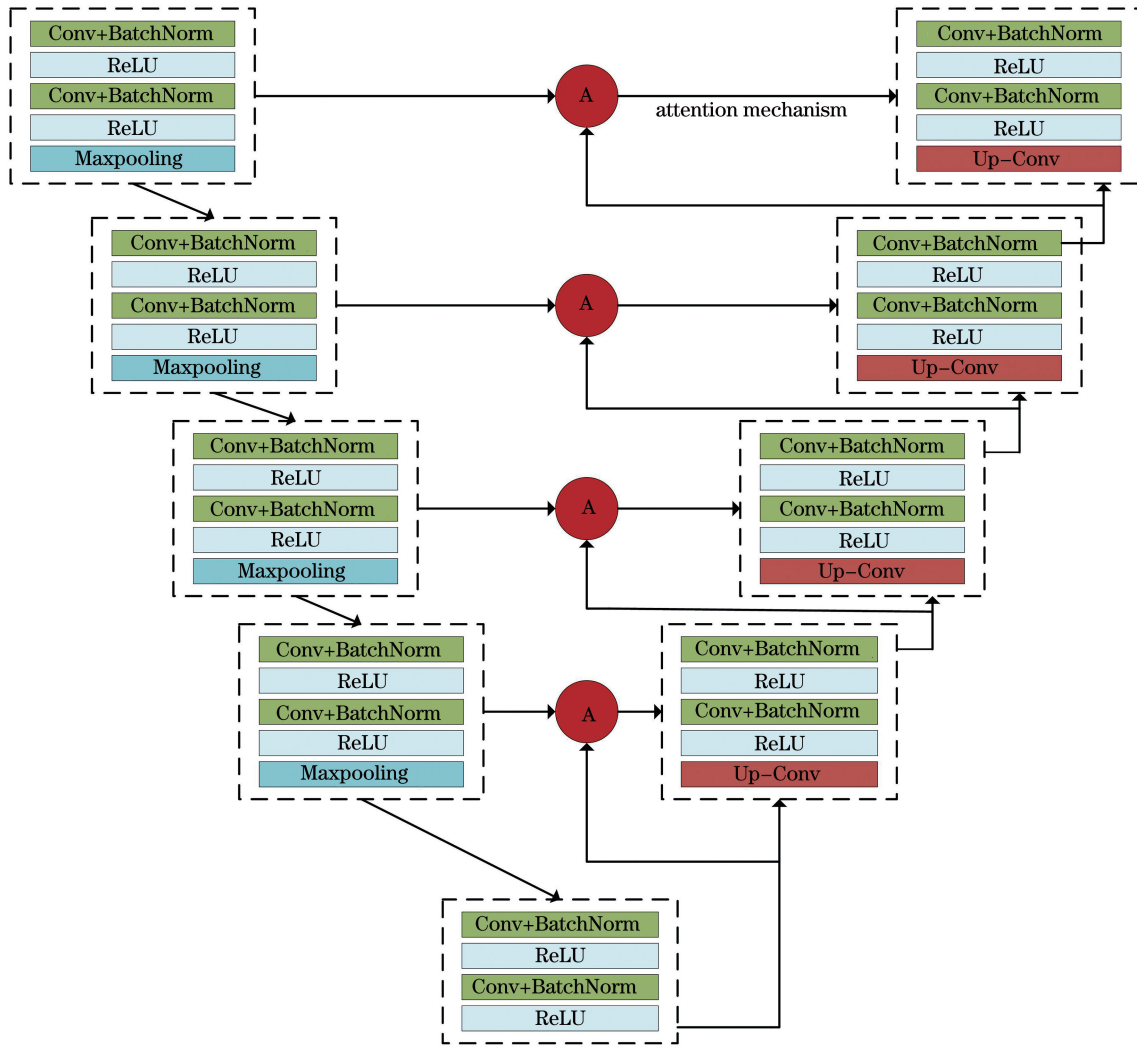 Conv+BatchNorm
ReLU
Conv+BatchNorm
ReLU
Maxpooling
A
attention mechanism
Conv+BatchNorm
ReLU
Conv+BatchNorm
ReLU
Up-Conv
Conv+BatchNorm
ReLU
Conv+BatchNorm
ReLU
Maxpooling
A
Conv+BatchNorm
ReLU
Conv+BatchNorm
ReLU
Up-Conv
Conv+BatchNorm
ReLU
Conv+BatchNorm
ReLU
Maxpooling
A
Conv+BatchNorm
ReLU
Conv+BatchNorm
ReLU
Up-Conv
Conv+BatchNorm
ReLU
Conv+BatchNorm
ReLU
Maxpooling
A
Conv+BatchNorm
ReLU
Conv+BatchNorm
ReLU
Up-Conv
Conv+BatchNorm
ReLU
Conv+BatchNorm
ReLU